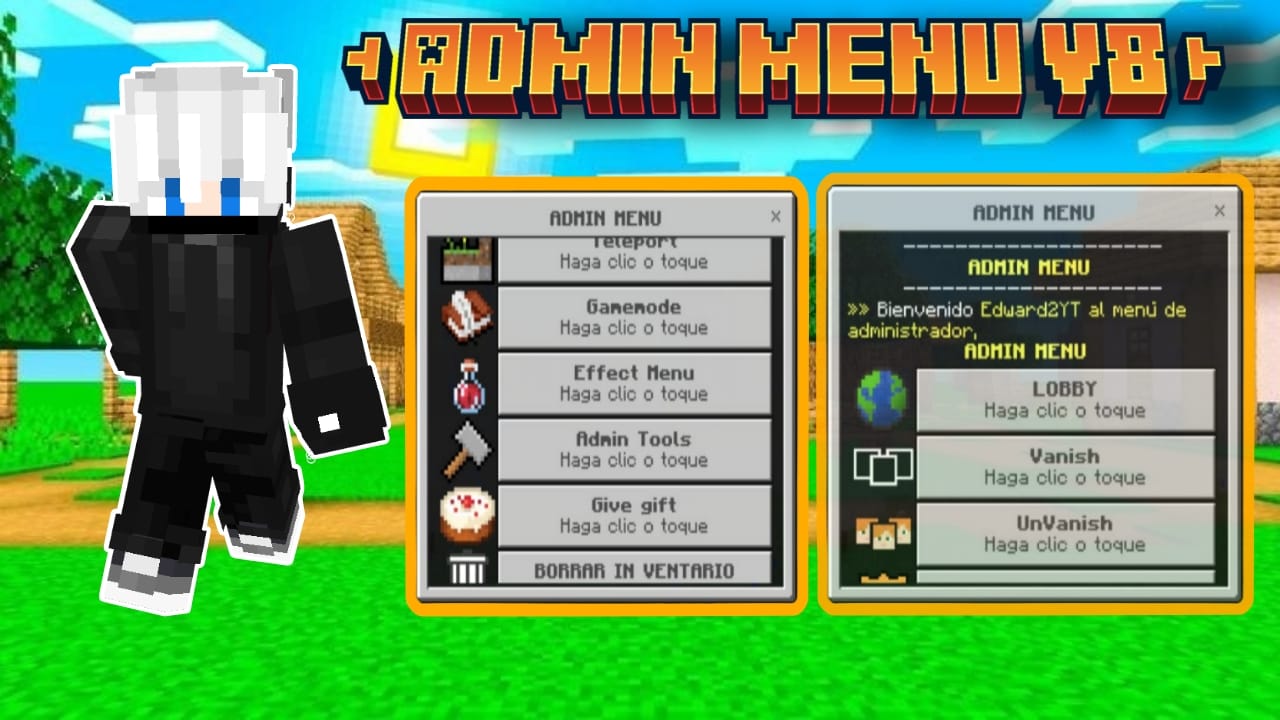 ADMIN MENU V8
ADMIN MENU
Teleport
Haga clic o toque
Gamemode
Haga clic o toque
Effect Menu
Haga clic o toque
Admin Tools
Haga clic o toque
Give gift
Haga clic o toque
BORRAR IN VENTARIO
ADMIN MENU
--------------------
ADMIN MENU
--------------------
»» Bienvenido Edward2YT al menú de
administrador,
ADMIN MENU
LOBBY
Haga clic o toque
Vanish
Haga clic o toque
UnVanish
Haga clic o toque